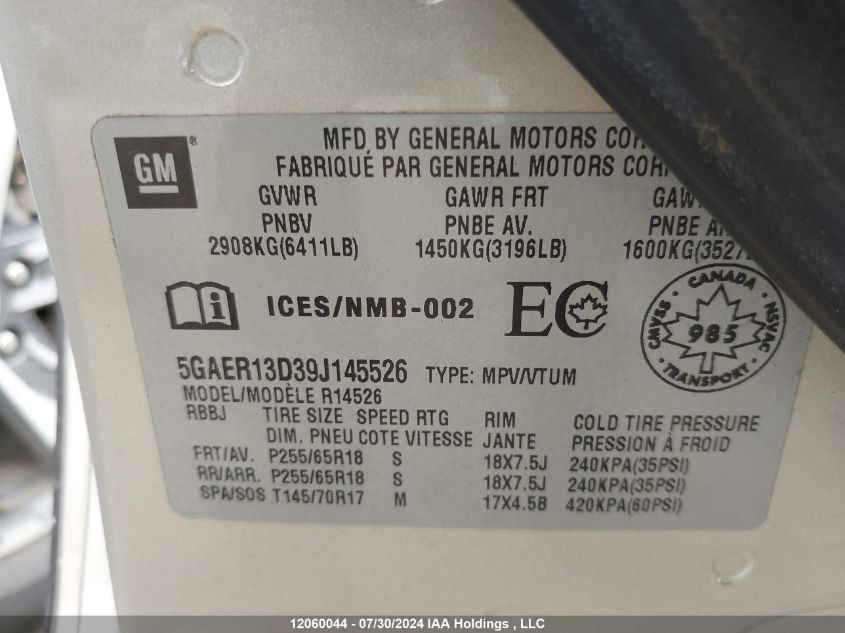 MFD BY GENERAL MOTORS
GM
FABRIQUÉ PAR GENERAL MOTORS
GVWR GAWR FRT
PNBV PNBE AV. PNBE
2908KG(6411LB) 1450KG(3196LB) 1600KG
ICES/NMB-002 EC
CANADA
CMVSS 985 NSVAC
TRANSPORT
5GAER13D39J145526 TYPE: MPV/VTUM
MODEL/MODÈLE R14526
RBBJ TIRE SIZE SPEED RTG RIM COLD TIRE PRESSURE
DIM. PNEU COTE VITESSE JANTE PRESSION À FROID
FRT/AV. P255/65R18 S 18X7.5J 240KPA(35PSI)
RR/ARR. P255/65R18 S 18X7.5J 240KPA(35PSI)
SPA/SOS T145/70R17 M 17X4.5B 420KPA(60PSI)
12060044 - 07/30/2024 IAA Holdings , LLC